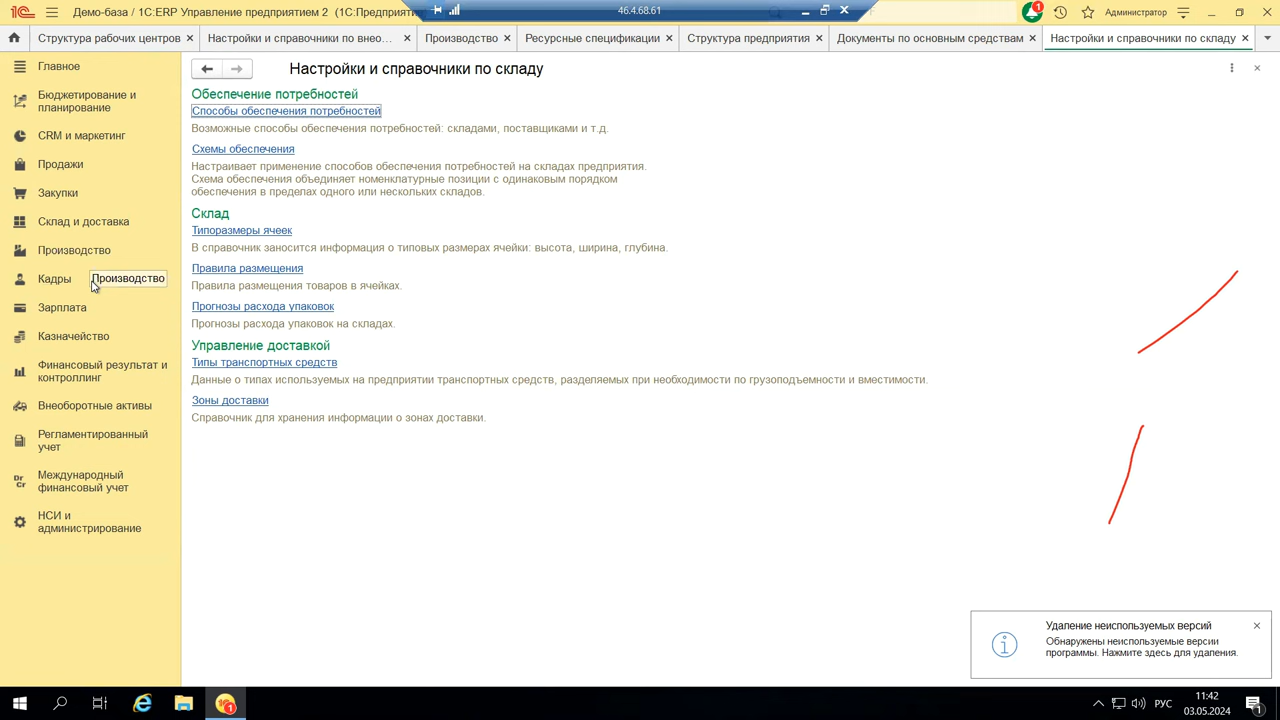 Демо-база / 1С:ERP Управление предприятием 2 (1С:Предприяти
46.4.68.61
1
Администратор
Структура рабочих центров
Настройки и справочники по внео...
Производство
Ресурсные спецификации
Структура предприятия
Документы по основным средствам
Настройки и справочники по складу
Главное
Бюджетирование и
планирование
CRM и маркетинг
Продажи
Закупки
Склад и доставка
Производство
Кадры
Производство
Зарплата
Казначейство
Финансовый результат и
контроллинг
Внеоборотные активы
Регламентированный
учет
Международный
финансовый учет
НСИ и
администрирование
Настройки и справочники по складу
Обеспечение потребностей
Способы обеспечения потребностей
Возможные способы обеспечения потребностей: складами, поставщиками и т.д.
Схемы обеспечения
Настраивает применение способов обеспечения потребностей на складах предприятия.
Схема обеспечения объединяет номенклатурные позиции с одинаковым порядком
обеспечения в пределах одного или нескольких складов.
Склад
Типоразмеры ячеек
В справочник заносится информация о типовых размерах ячейки: высота, ширина, глубина.
Правила размещения
Правила размещения товаров в ячейках.
Прогнозы расхода упаковок
Прогнозы расхода упаковок на складах.
Управление доставкой
Типы транспортных средств
Данные о типах используемых на предприятии транспортных средств, разделяемых при необходимости по грузоподъемности и вместимости.
Зоны доставки
Справочник для хранения информации о зонах доставки.
Удаление неиспользуемых версий
Обнаружены неиспользуемые версии
программы. Нажмите здесь для удаления.
1
РУС
11:42
03.05.2024
1